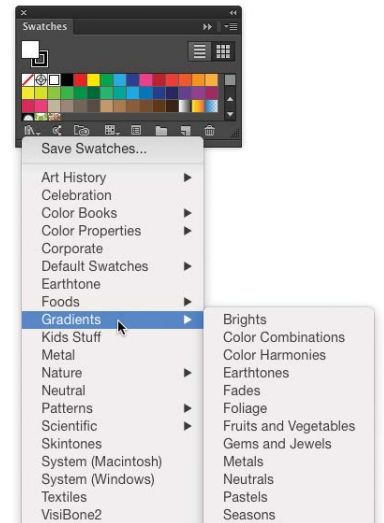 Swatches
Save Swatches...
Art History
Celebration
Color Books
Color Properties
Corporate
Default Swatches
Earthtone
Foods
Gradients
Kids Stuff
Metal
Nature
Neutral
Patterns
Scientific
Skintones
System (Macintosh)
System (Windows)
Textiles
VisiBone2
Brights
Color Combinations
Color Harmonies
Earthtones
Fades
Foliage
Fruits and Vegetables
Gems and Jewels
Metals
Neutrals
Pastels
Seasons